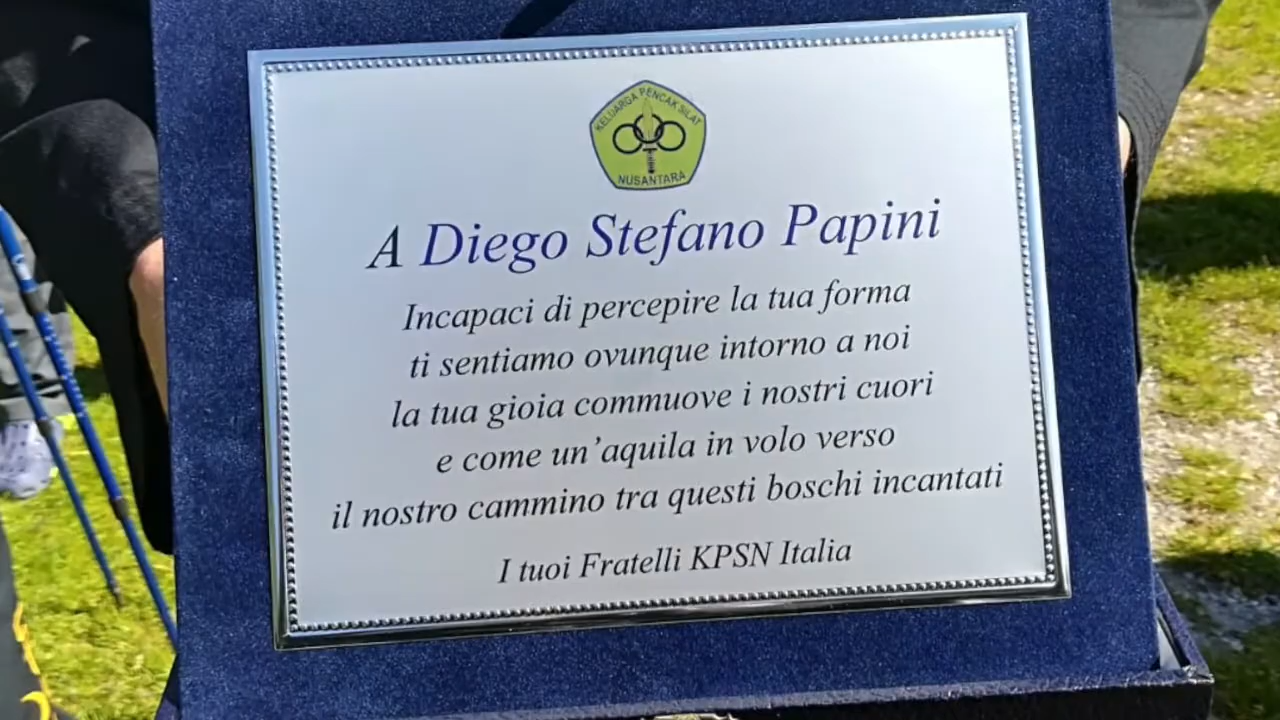 KELUARGA PENCAK SILAT
NUSANTARA
A Diego Stefano Papini
Incapaci di percepire la tua forma
ti sentiamo ovunque intorno a noi
la tua gioia commuove i nostri cuori
e come un'aquila in volo verso
il nostro cammino tra questi boschi incantati
I tuoi Fratelli KPSN Italia